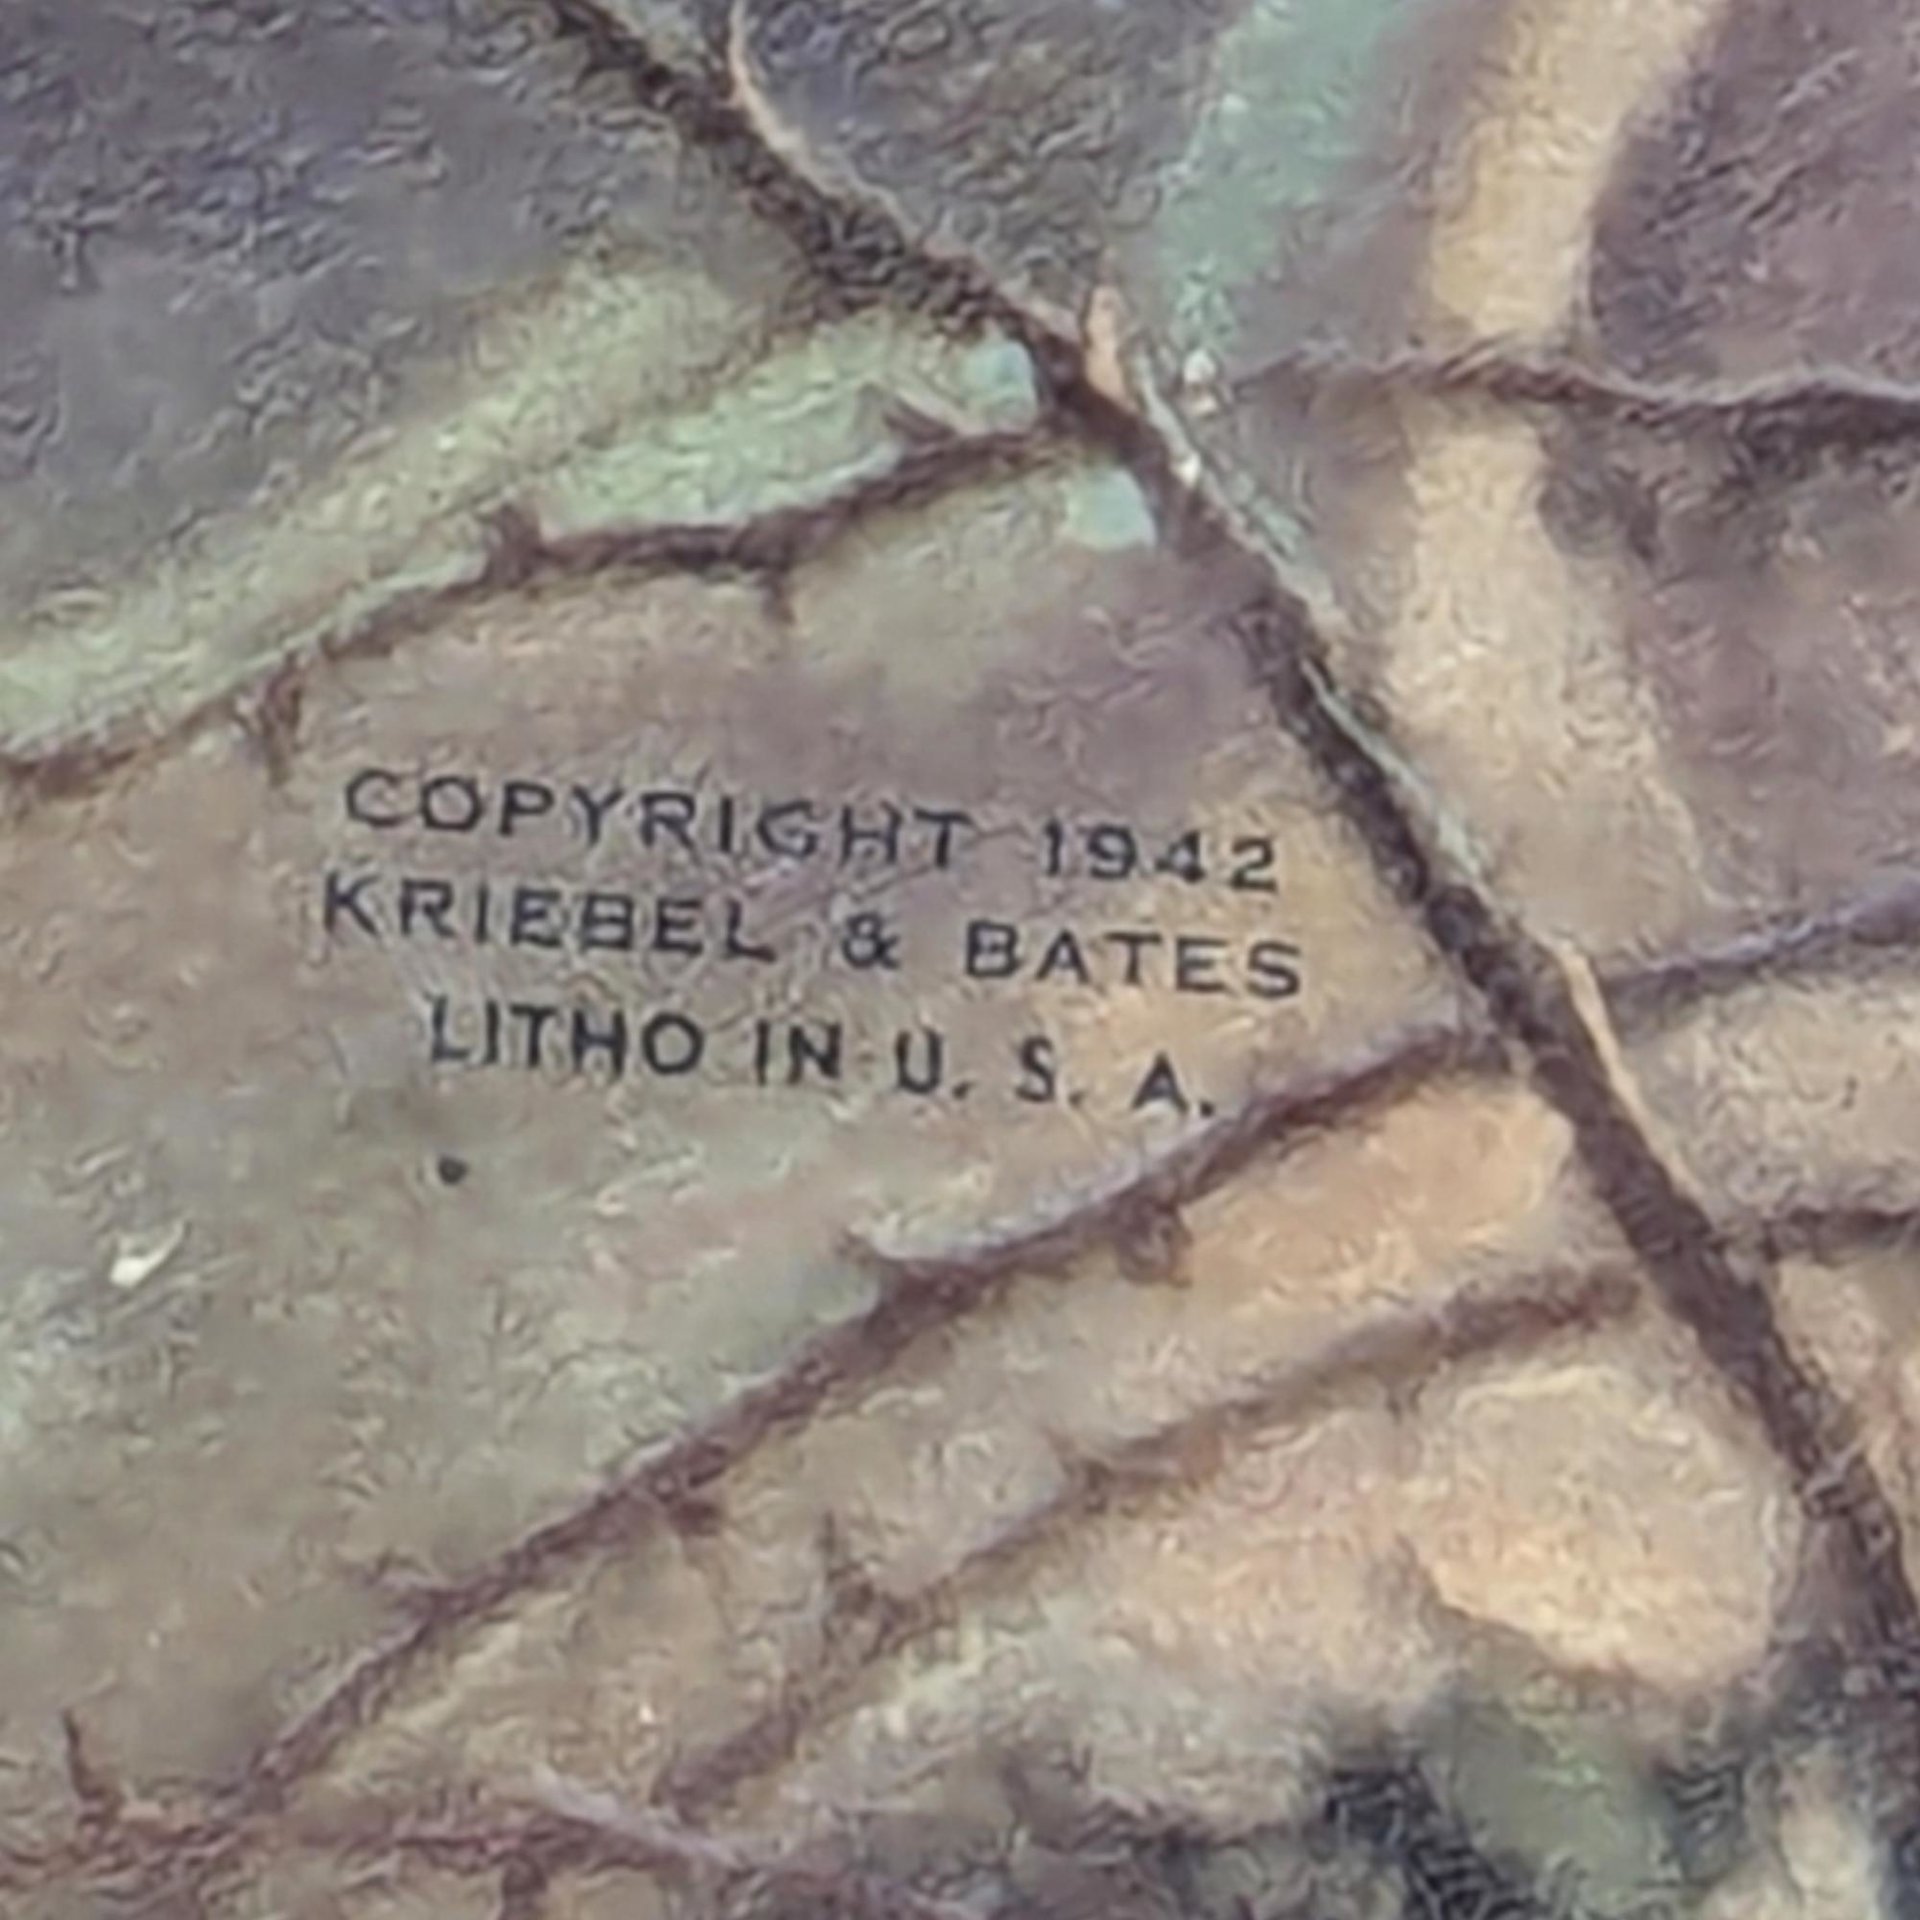 COPYRIGHT 1942
KRIEBEL & BATES
LITHO IN U. S. A.